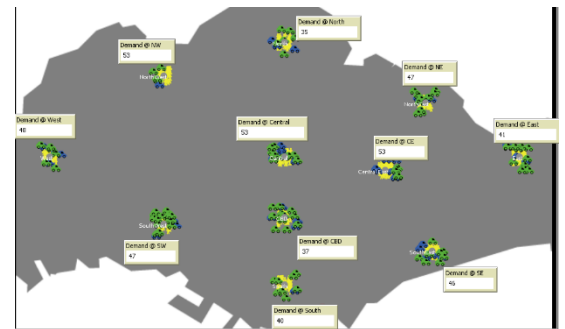 Demand @ North
35
Demand @ NW
53
Demand @ NE
47
Demand @ West
48
Demand @ Central
53
Demand @ East
41
Demand @ CE
53
Demand @ SW
47
Demand @ CBD
37
Demand @ SE
46
Demand @ South
40